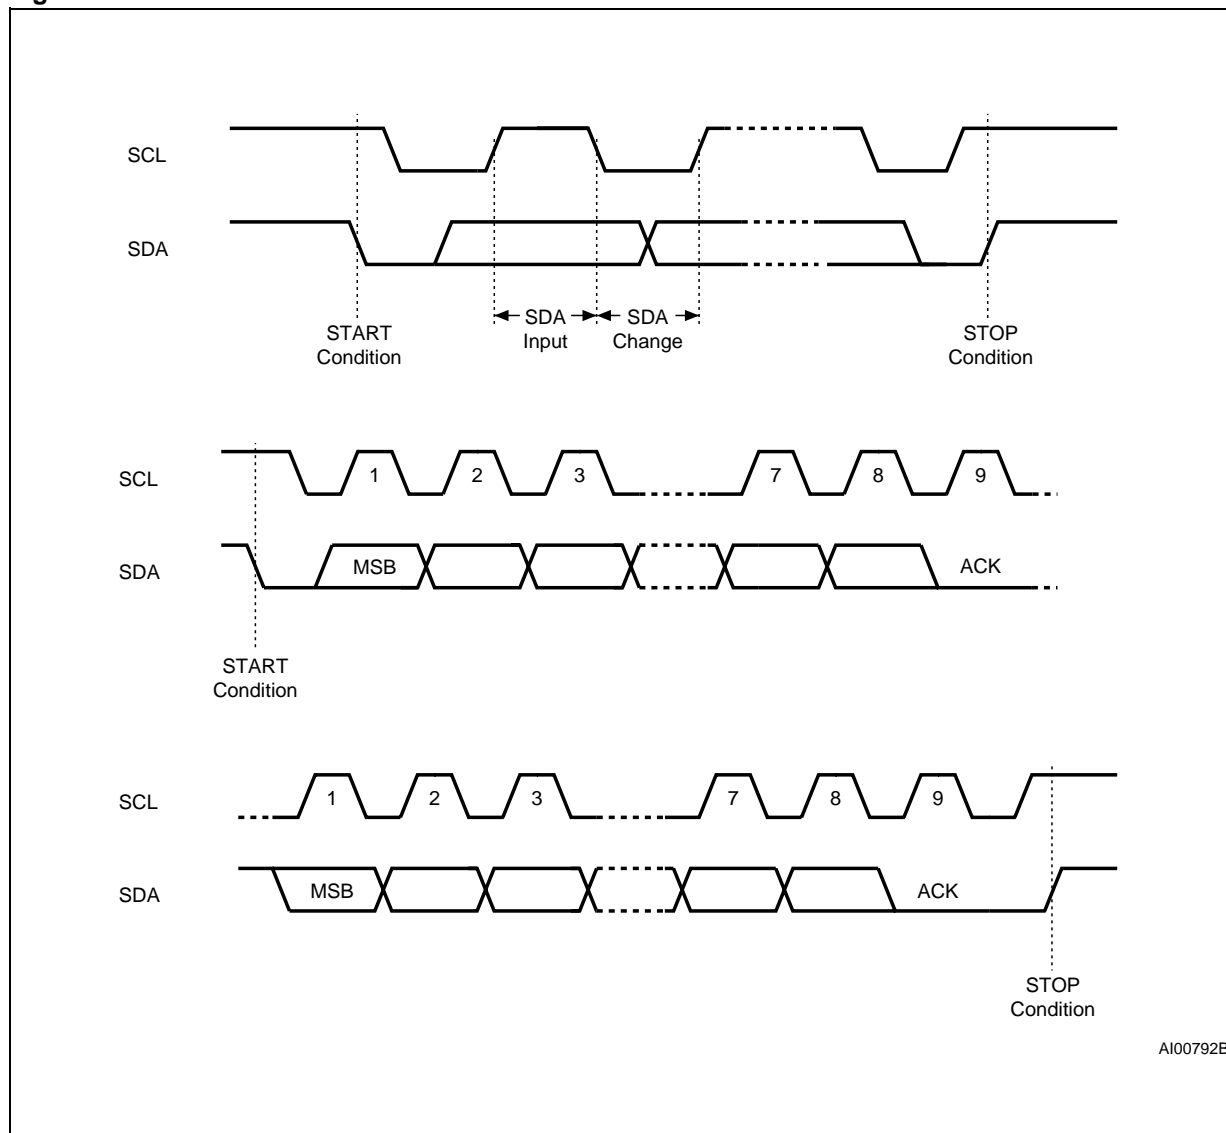 SCL
SDA
START
Condition
SDA
Input
SDA
Change
STOP
Condition
SCL
1 2 3 7 8 9
SDA
MSB ACK
START
Condition
SCL
1 2 3 7 8 9
SDA
MSB ACK
STOP
Condition
AI00792B